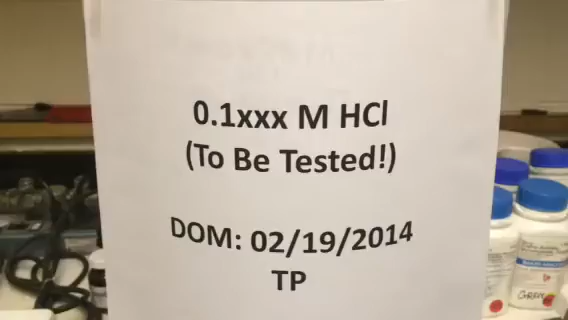 0.1xxx M HCl
(To Be Tested!)
DOM: 02/19/2014
TP